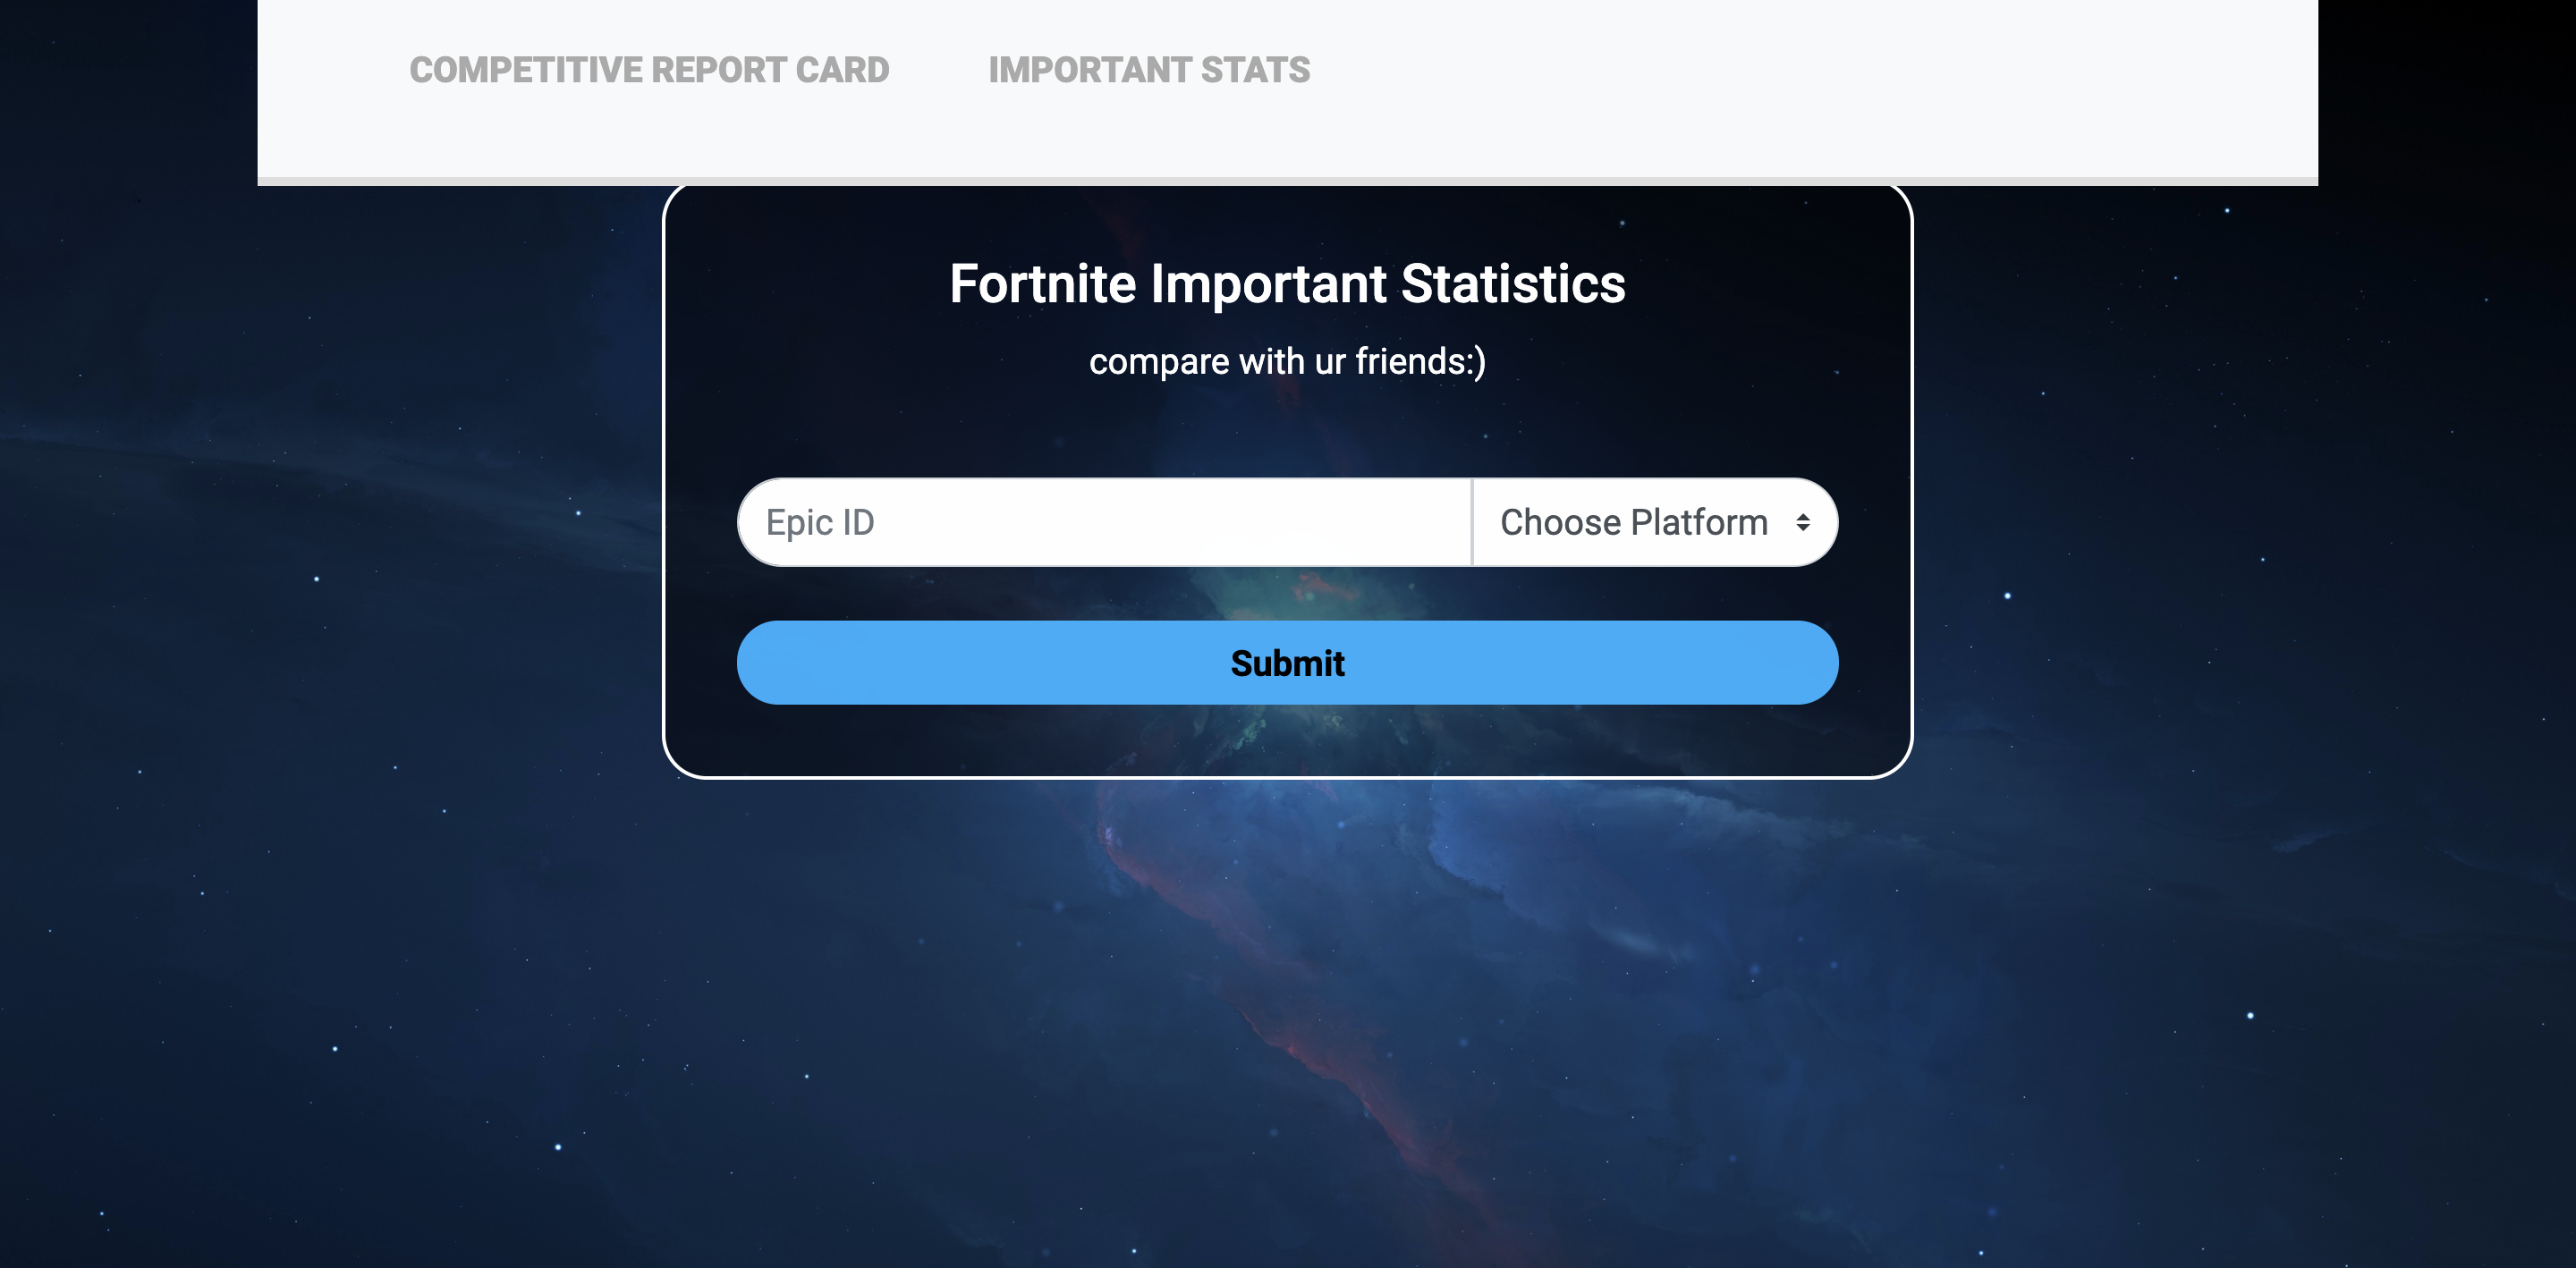 COMPETITIVE REPORT CARD IMPORTANT STATS
Fortnite Important Statistics
compare with ur friends:)
Epic ID Choose Platform
Submit